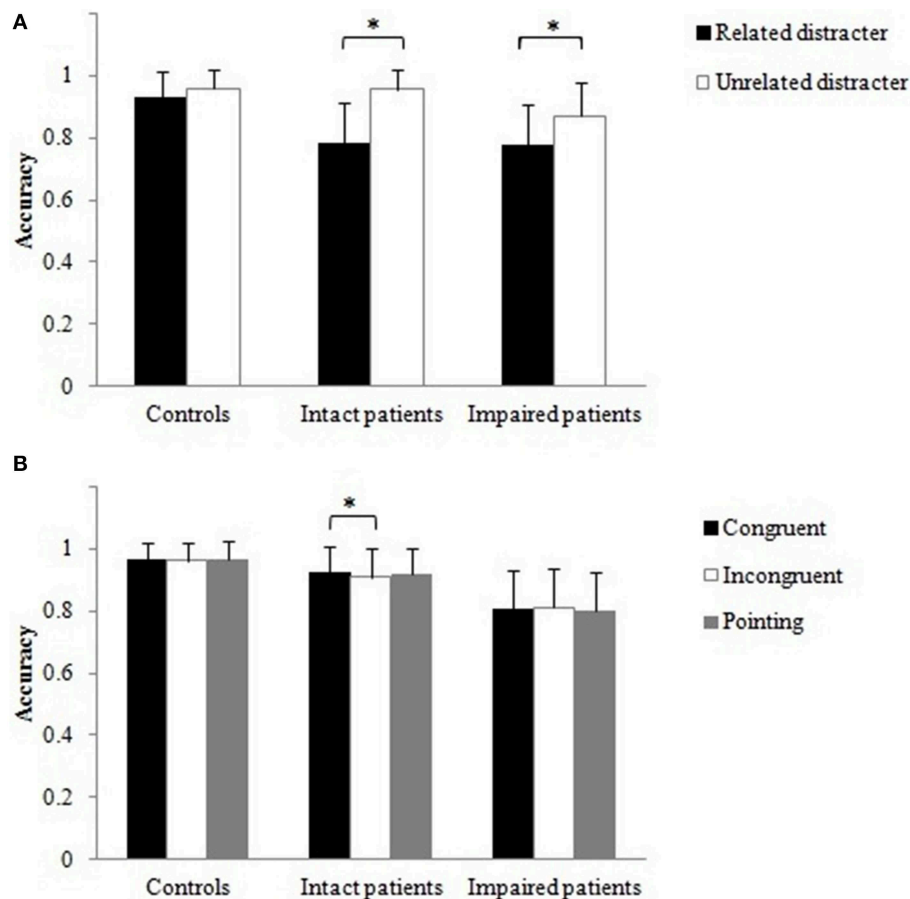 A
Accuracy
1
0.8
0.6
0.4
0.2
0
*
*
Controls
Intact patients
Impaired patients
Related distracter
Unrelated distracter
B
Accuracy
1
0.8
0.6
0.4
0.2
0
*
Controls
Intact patients
Impaired patients
Congruent
Incongruent
Pointing